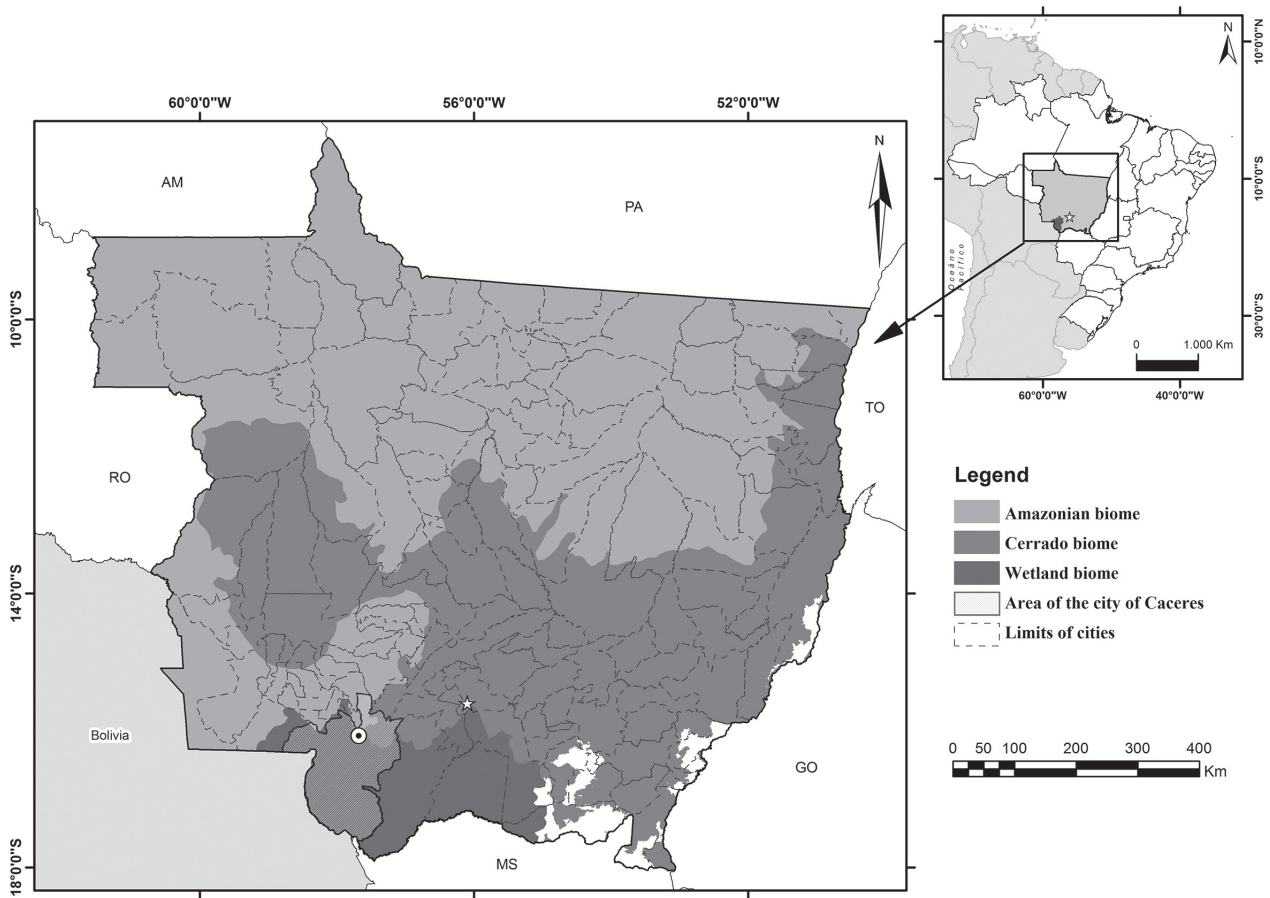 60°0'0"W
56°0'0"W
52°0'0"W
N
AM
PA
10°0'0"S
TO
RO
14°0'0"S
Bolivia
GO
MS
18°0'0"S
N
10°0'0"N
10°0'0"S
Oceáno
Pacífico
30°0'0"S
0 1.000 Km
60°0'0"W
40°0'0"W
Legend
Amazonian biome
Cerrado biome
Wetland biome
Area of the city of Caceres
Limits of cities
0 50 100 200 300 400
Km